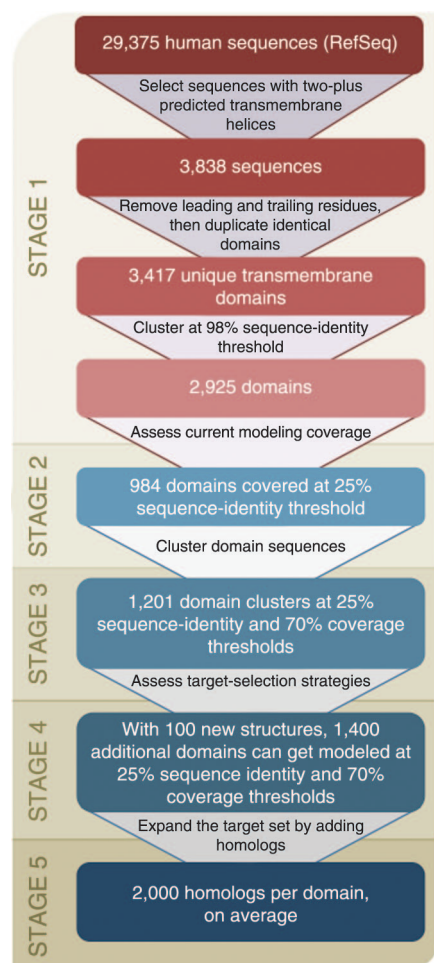 STAGE 1
29,375 human sequences (RefSeq)
Select sequences with two-plus
predicted transmembrane
helices
3,838 sequences
Remove leading and trailing residues,
then duplicate identical
domains
3,417 unique transmembrane
domains
Cluster at 98% sequence-identity
threshold
2,925 domains
Assess current modeling coverage
STAGE 2
984 domains covered at 25%
sequence-identity threshold
Cluster domain sequences
STAGE 3
1,201 domain clusters at 25%
sequence-identity and 70% coverage
thresholds
Assess target-selection strategies
STAGE 4
With 100 new structures, 1,400
additional domains can get modeled at
25% sequence identity and 70%
coverage thresholds
Expand the target set by adding
homologs
STAGE 5
2,000 homologs per domain,
on average